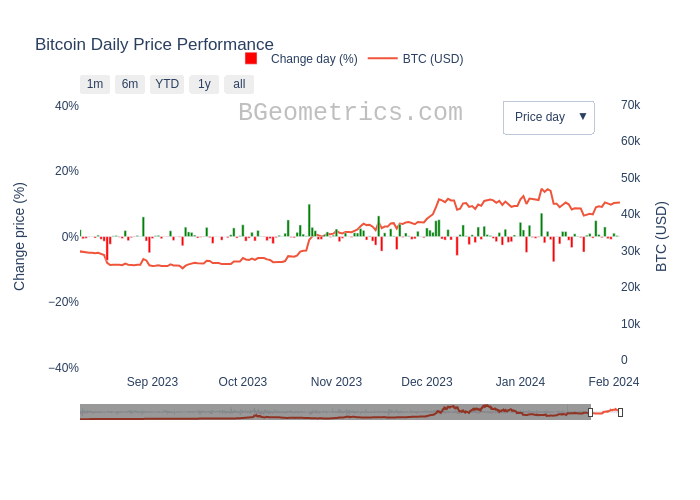 Bitcoin Daily Price Performance
Change day (%) BTC (USD)
1m 6m YTD 1y all
BGeometrics.com
Price day ▼
Change price (%)
40%
20%
0%
−20%
−40%
70k
60k
50k
40k
30k
20k
10k
0
BTC (USD)
Sep 2023 Oct 2023 Nov 2023 Dec 2023 Jan 2024 Feb 2024